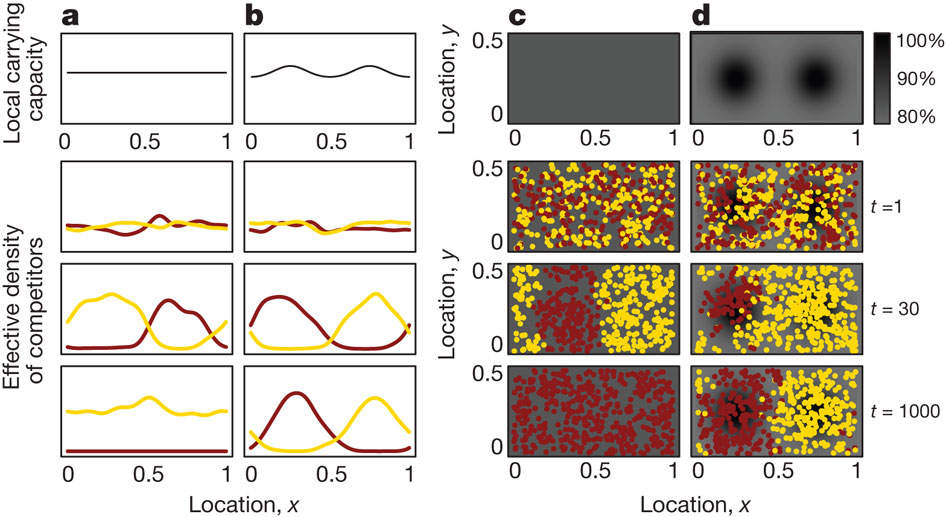 a
b
c
d
Local carrying
capacity
0 0.5 1
0 0.5 1
Location, y
0.5
0
0 0.5 1
0 0.5 1
100%
90%
80%
Effective density
of competitors
Location, y
0.5
0
t =1
0.5
0
t = 30
0.5
0
t = 1000
0 0.5 1
0 0.5 1
0 0.5 1
0 0.5 1
Location, x
Location, x